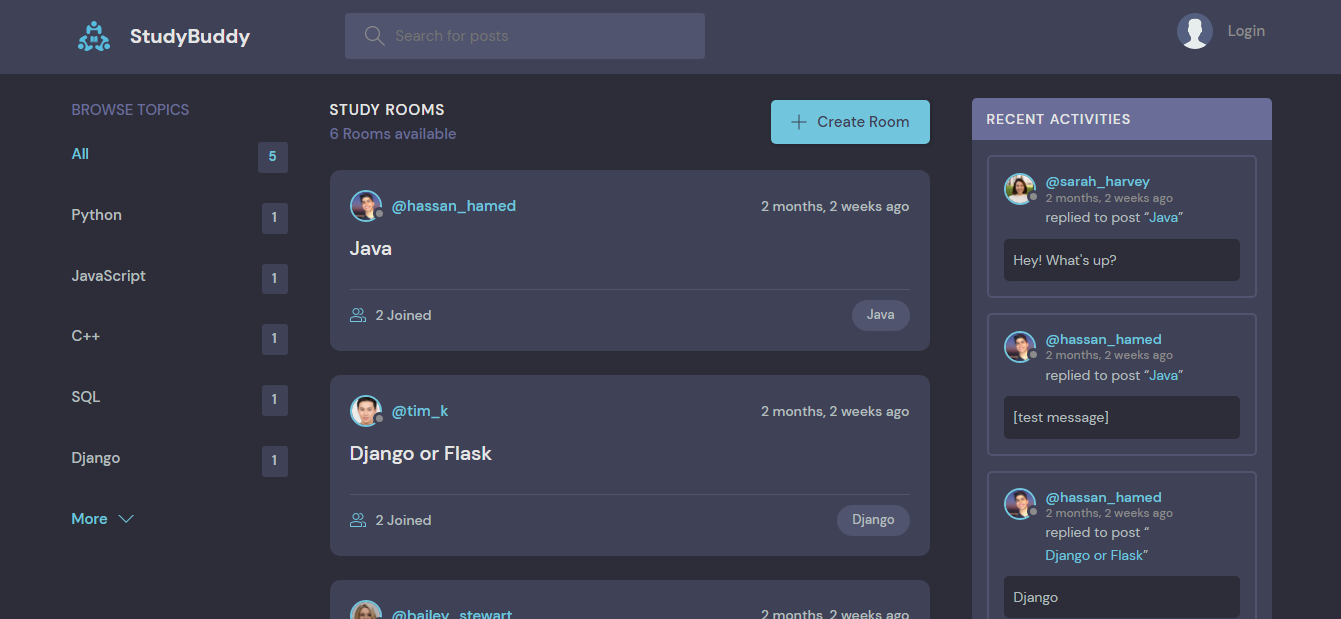 StudyBuddy
Search for posts
Login
BROWSE TOPICS
All 5
Python 1
JavaScript 1
C++ 1
SQL 1
Django 1
More
STUDY ROOMS
6 Rooms available
Create Room
@hassan_hamed 2 months, 2 weeks ago
Java
2 Joined Java
@tim_k 2 months, 2 weeks ago
Django or Flask
2 Joined Django
@bailey_stewart 2 months, 2 weeks ago
RECENT ACTIVITIES
@sarah_harvey
2 months, 2 weeks ago
replied to post “Java”
Hey! What's up?
@hassan_hamed
2 months, 2 weeks ago
replied to post “Java”
[test message]
@hassan_hamed
2 months, 2 weeks ago
replied to post “
Django or Flask”
Django